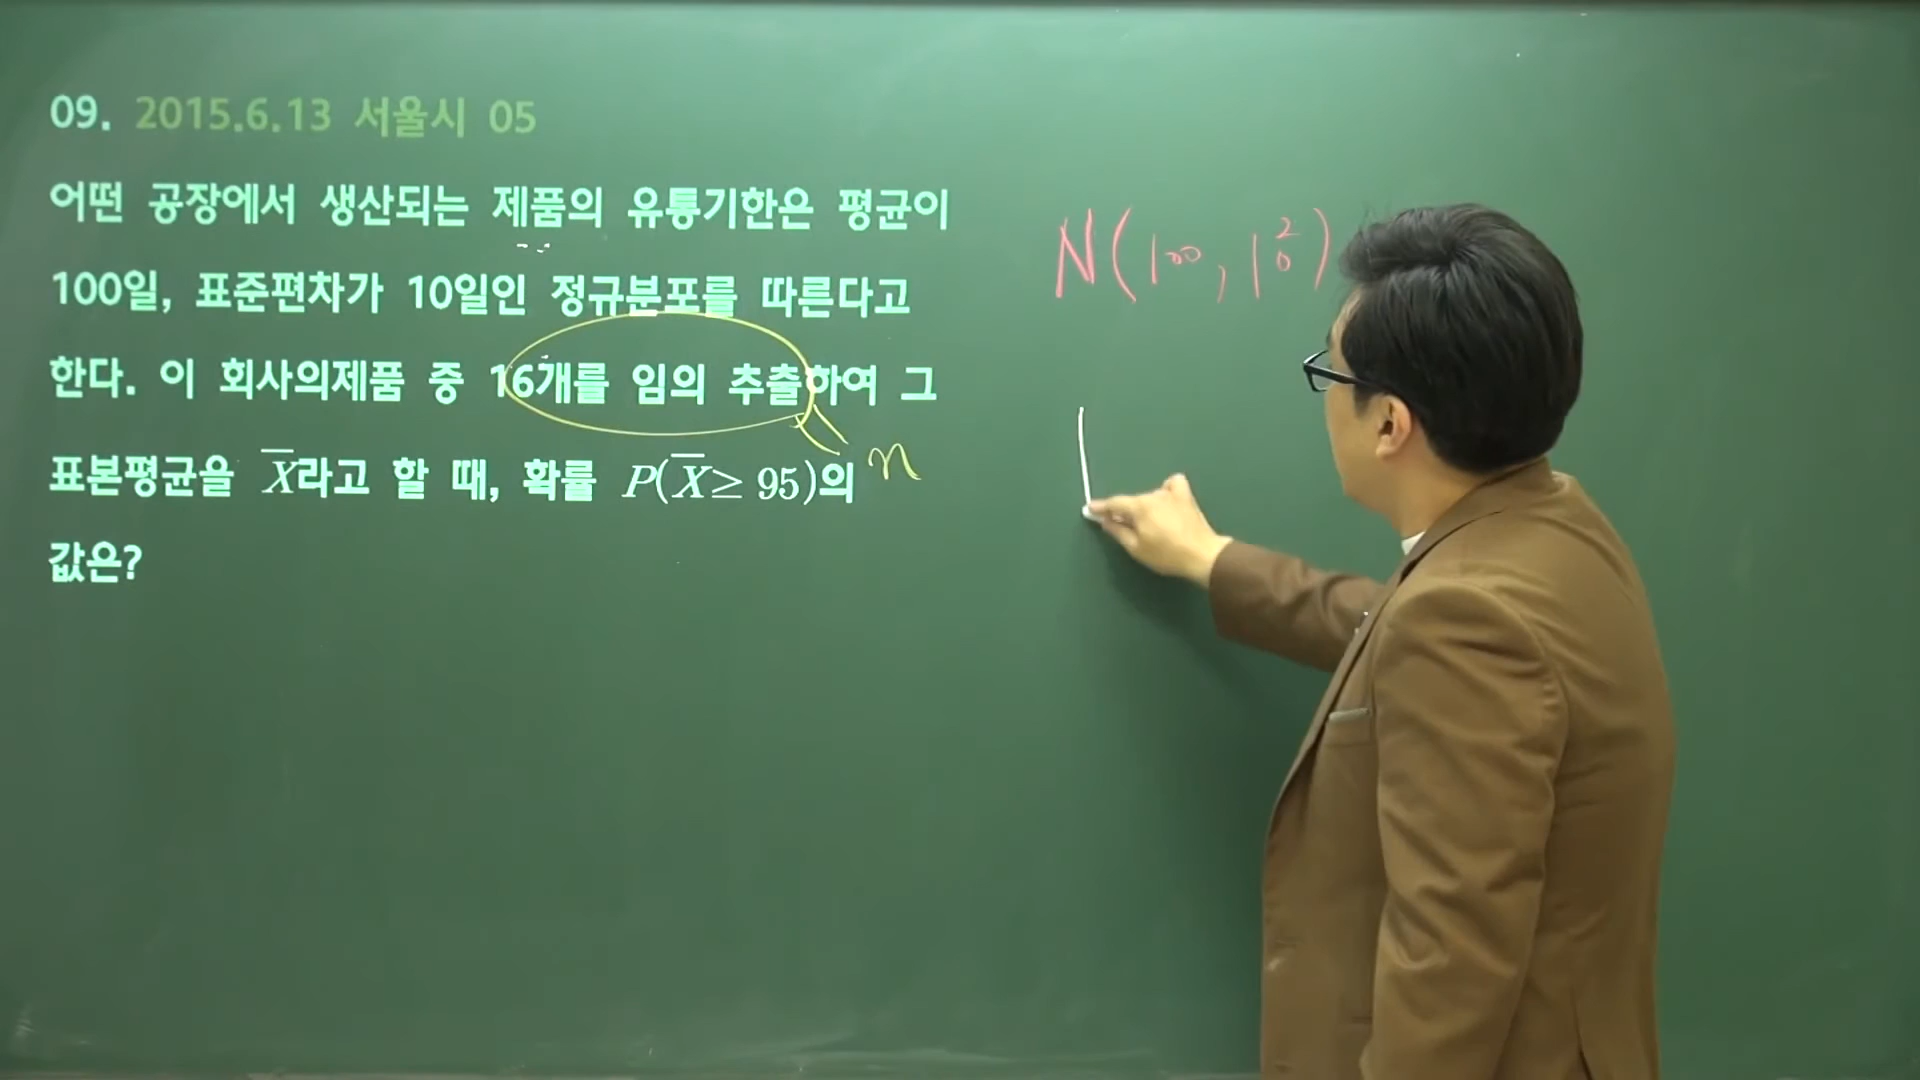 09. 2015.6.13 서울시 05
어떤 공장에서 생산되는 제품의 유통기한은 평균이
100일, 표준편차가 10일인 정규분포를 따른다고
한다. 이 회사의제품 중 16개를 임의 추출하여 그
표본평균을 X̅라고 할 때, 확률 P(X̅≥ 95)의
값은?
n
N(100, 10²)